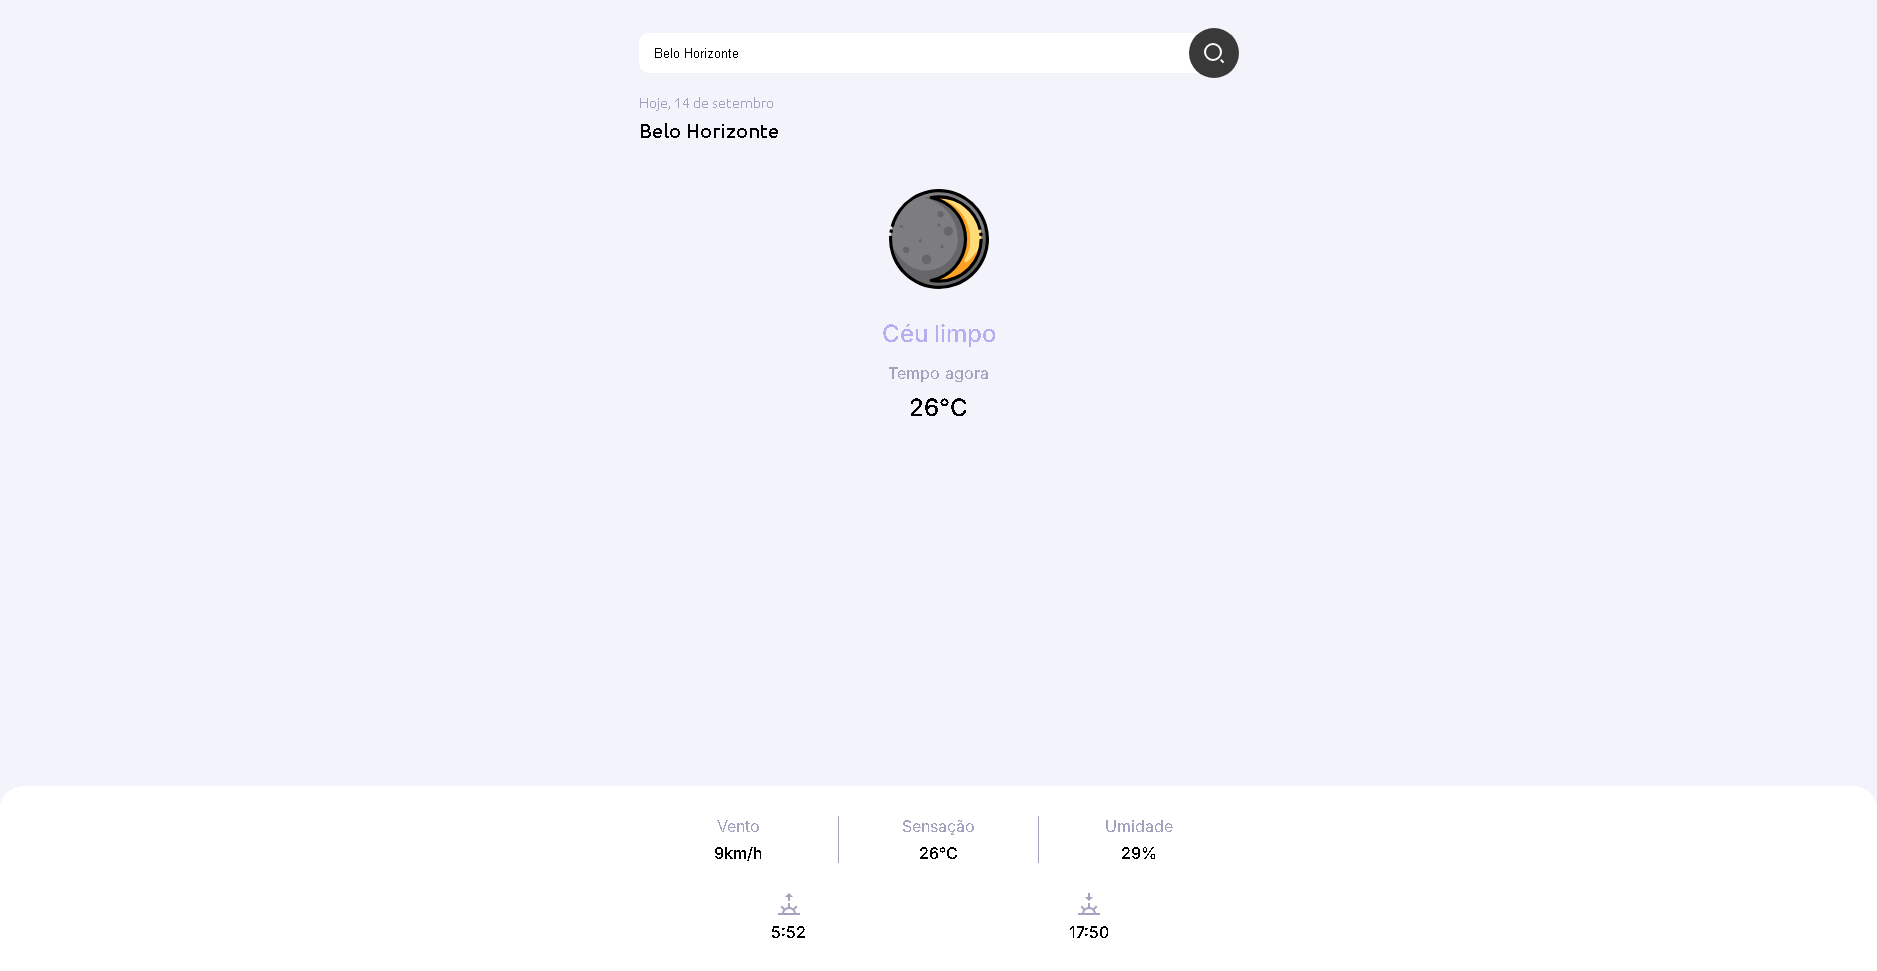 Belo Horizonte
Hoje, 14 de setembro
Belo Horizonte
Céu limpo
Tempo agora
26°C
Vento
9km/h
Sensação
26°C
Umidade
29%
5:52
17:50